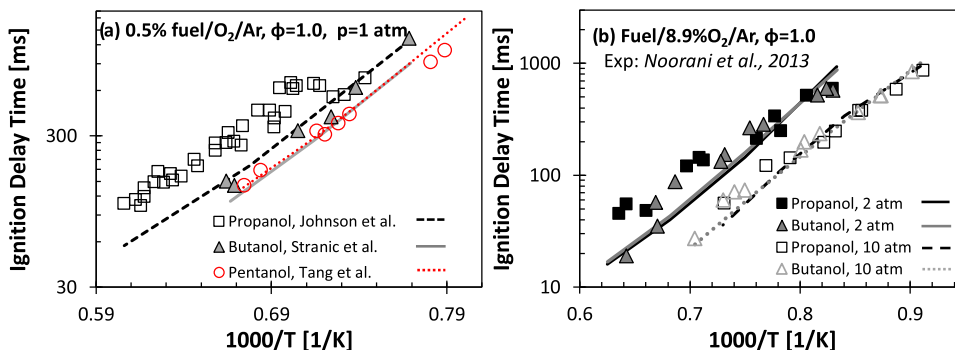 (a) 0.5% fuel/O₂/Ar, ϕ=1.0, p=1 atm
Ignition Delay Time [ms]
300
30
Propanol, Johnson et al.
Butanol, Stranic et al.
Pentanol, Tang et al.
0.59
0.69
0.79
1000/T [1/K]
(b) Fuel/8.9%O₂/Ar, ϕ=1.0
Exp: Noorani et al., 2013
Ignition Delay Time [ms]
1000
100
10
Propanol, 2 atm
Butanol, 2 atm
Propanol, 10 atm
Butanol, 10 atm
0.6
0.7
0.8
0.9
1000/T [1/K]